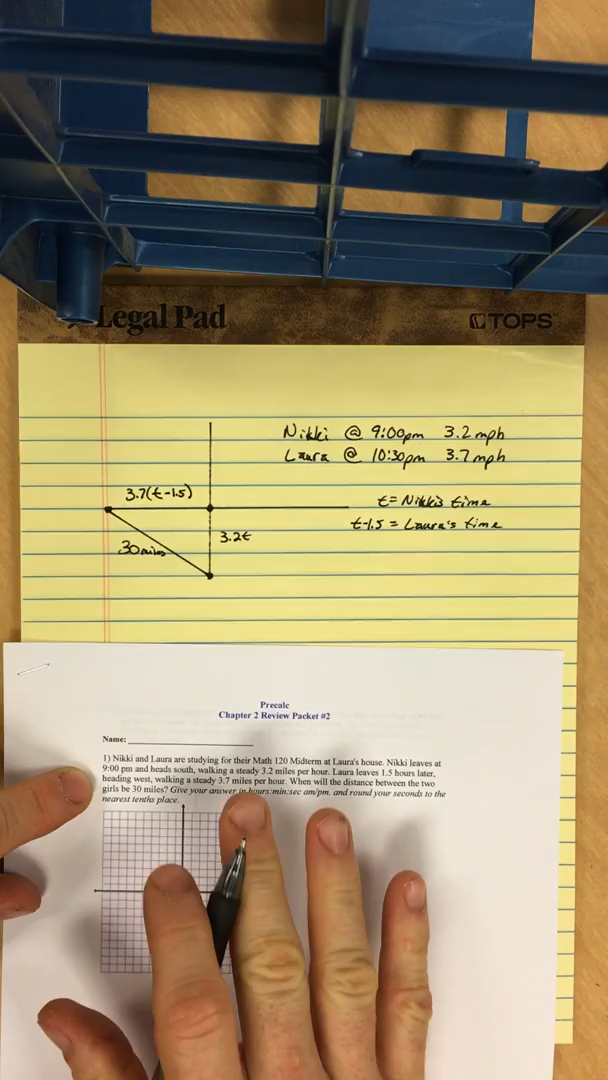 Legal Pad
TOPS
Nikki @ 9:00pm 3.2mph
Laura @ 10:30pm 3.7mph
3.7(t-1.5)
t = Nikki's time
t-1.5 = Laura's time
3.2t
30 miles
Precalc
Chapter 2 Review Packet #2
Name:
1) Nikki and Laura are studying for their Math 120 Midterm at Laura's house. Nikki leaves at
9:00 pm and heads south, walking a steady 3.2 miles per hour. Laura leaves 1.5 hours later,
heading west, walking a steady 3.7 miles per hour. When will the distance between the two
girls be 30 miles? Give your answer in hours:min:sec am/pm. and round your seconds to the
nearest tenths place.